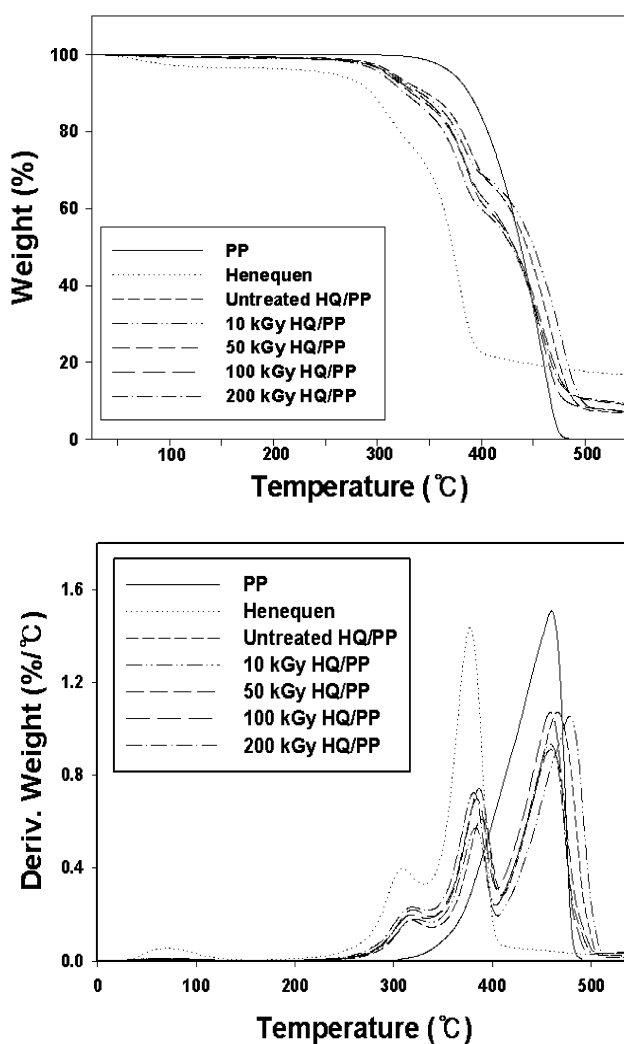 100
80
60
40
20
0
Weight (%)
PP
Henequen
Untreated HQ/PP
10 kGy HQ/PP
50 kGy HQ/PP
100 kGy HQ/PP
200 kGy HQ/PP
100 200 300 400 500
Temperature (℃)
1.6
1.2
0.8
0.4
0.0
Deriv. Weight (%/℃)
PP
Henequen
Untreated HQ/PP
10 kGy HQ/PP
50 kGy HQ/PP
100 kGy HQ/PP
200 kGy HQ/PP
0 100 200 300 400 500
Temperature (℃)